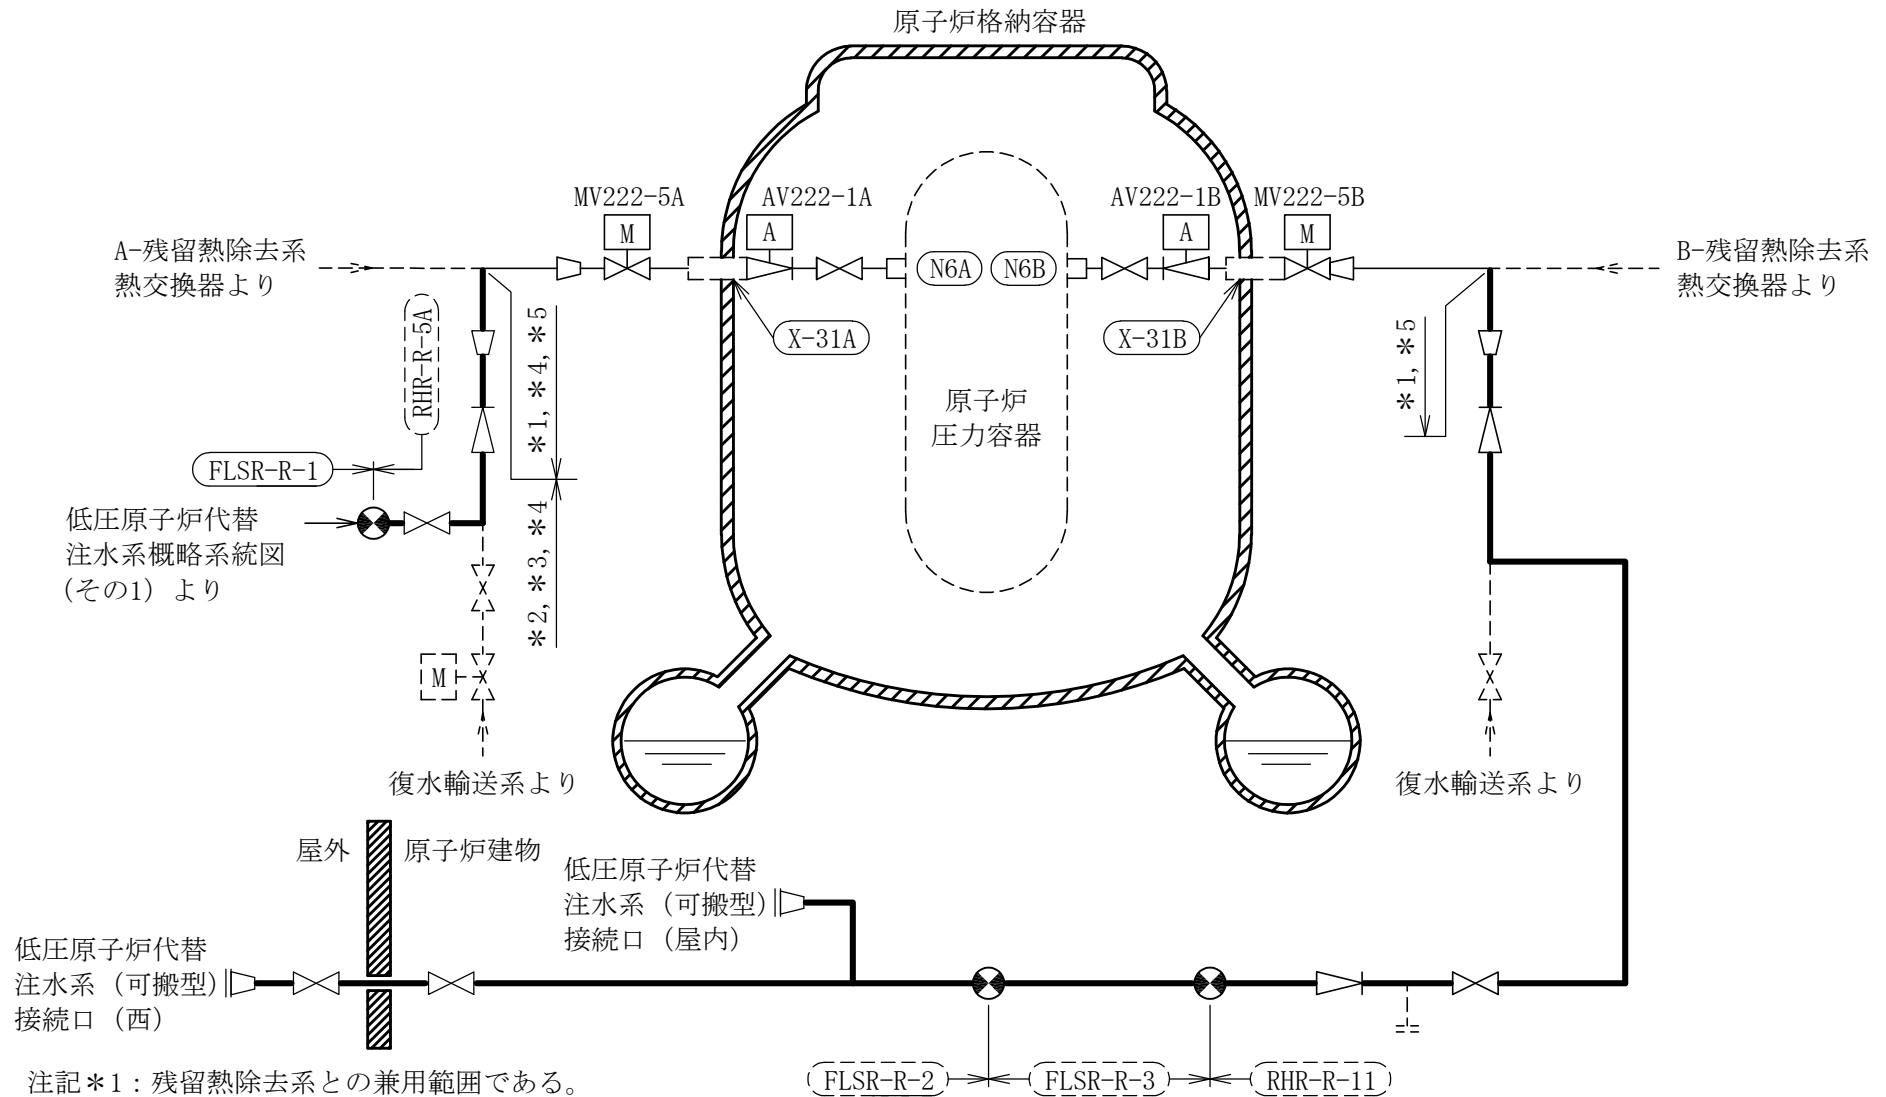 原子炉格納容器
MV222-5A
AV222-1A
AV222-1B
MV222-5B
M
A
A
M
A-残留熱除去系
熱交換器より
N6A
N6B
B-残留熱除去系
熱交換器より
RHR-R-5A
X-31A
X-31B
*1,*4,*5
*1,*5
原子炉
圧力容器
FLSR-R-1
低圧原子炉代替
注水系概略系統図
(その1) より
*2,*3,*4
M
復水輸送系より
復水輸送系より
屋外
原子炉建物
低圧原子炉代替
注水系 (可搬型)
接続口 (屋内)
低圧原子炉代替
注水系 (可搬型)
接続口 (西)
FLSR-R-2
FLSR-R-3
RHR-R-11
注記*1：残留熱除去系との兼用範囲である。